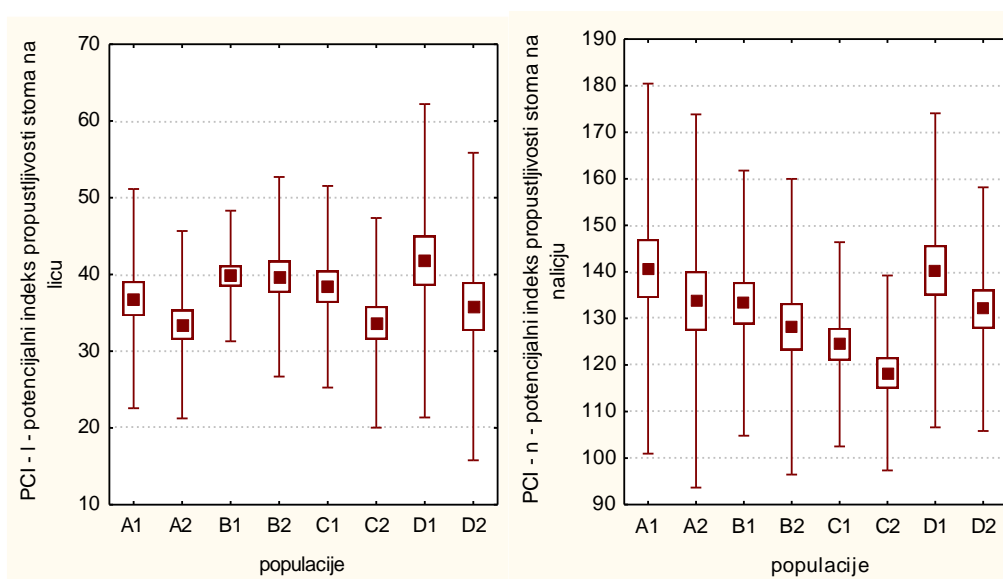 PCI - l - potencijalni indeks propustljivosti stoma na
licu
70
60
50
40
30
20
10
A1 A2 B1 B2 C1 C2 D1 D2
populacije
PCI - n - potencijalni indeks propustljivosti stoma na
naličju
190
180
170
160
150
140
130
120
110
100
90
A1 A2 B1 B2 C1 C2 D1 D2
populacije